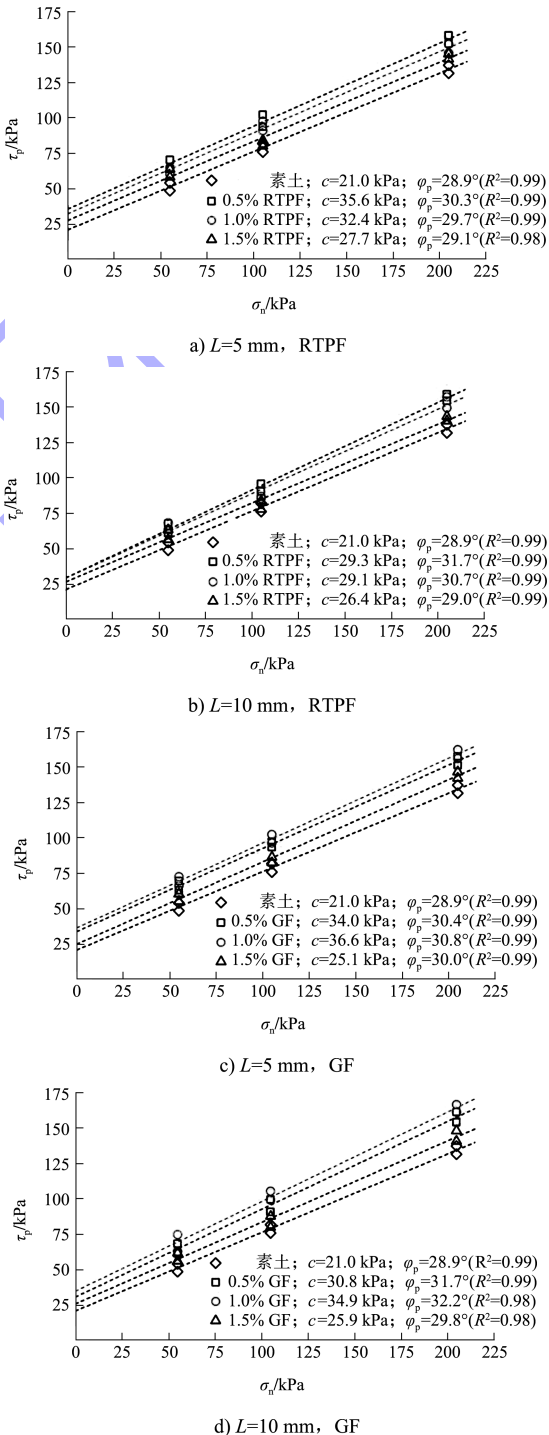 175
150
125
100
75
50
25
τp/kPa
素土；c=21.0 kPa；φp=28.9°(R²=0.99)
0.5% RTPF；c=35.6 kPa；φp=30.3°(R²=0.99)
1.0% RTPF；c=32.4 kPa；φp=29.7°(R²=0.99)
1.5% RTPF；c=27.7 kPa；φp=29.1°(R²=0.98)
0 25 50 75 100 125 150 175 200 225
σn/kPa
a) L=5 mm，RTPF
175
150
125
100
75
50
25
τp/kPa
素土；c=21.0 kPa；φp=28.9°(R²=0.99)
0.5% RTPF；c=29.3 kPa；φp=31.7°(R²=0.99)
1.0% RTPF；c=29.1 kPa；φp=30.7°(R²=0.99)
1.5% RTPF；c=26.4 kPa；φp=29.0°(R²=0.99)
0 25 50 75 100 125 150 175 200 225
σn/kPa
b) L=10 mm，RTPF
175
150
125
100
75
50
25
τp/kPa
素土；c=21.0 kPa；φp=28.9°(R²=0.99)
0.5% GF；c=34.0 kPa；φp=30.4°(R²=0.99)
1.0% GF；c=36.6 kPa；φp=30.8°(R²=0.99)
1.5% GF；c=25.1 kPa；φp=30.0°(R²=0.99)
0 25 50 75 100 125 150 175 200 225
σn/kPa
c) L=5 mm，GF
175
150
125
100
75
50
25
τp/kPa
素土；c=21.0 kPa；φp=28.9°(R²=0.99)
0.5% GF；c=30.8 kPa；φp=31.7°(R²=0.99)
1.0% GF；c=34.9 kPa；φp=32.2°(R²=0.98)
1.5% GF；c=25.9 kPa；φp=29.8°(R²=0.98)
0 25 50 75 100 125 150 175 200 225
σn/kPa
d) L=10 mm，GF